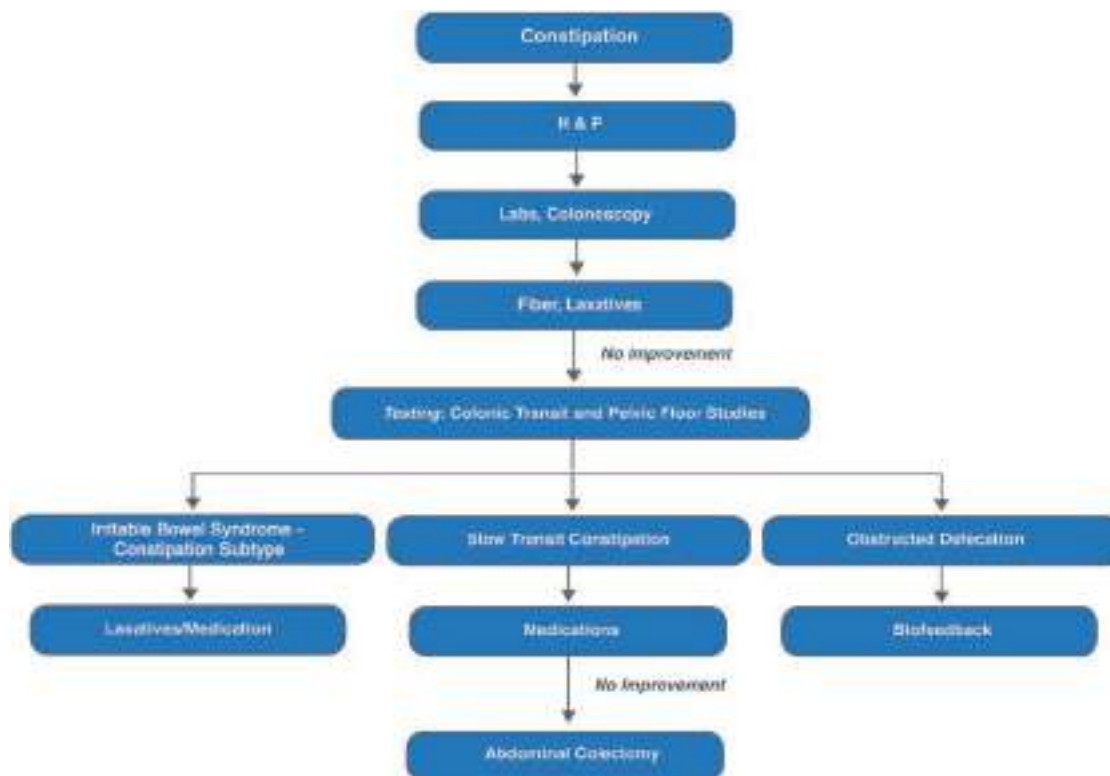 Constipation
H & P
Labs, Colonoscopy
Fiber, Laxatives
No Improvement
Testing: Colonic Transit and Pelvic Floor Studies
Irritable Bowel Syndrome –
Constipation Subtype
Slow Transit Constipation
Obstructed Defecation
Laxatives/Medication
Medications
Biofeedback
No Improvement
Abdominal Colectomy